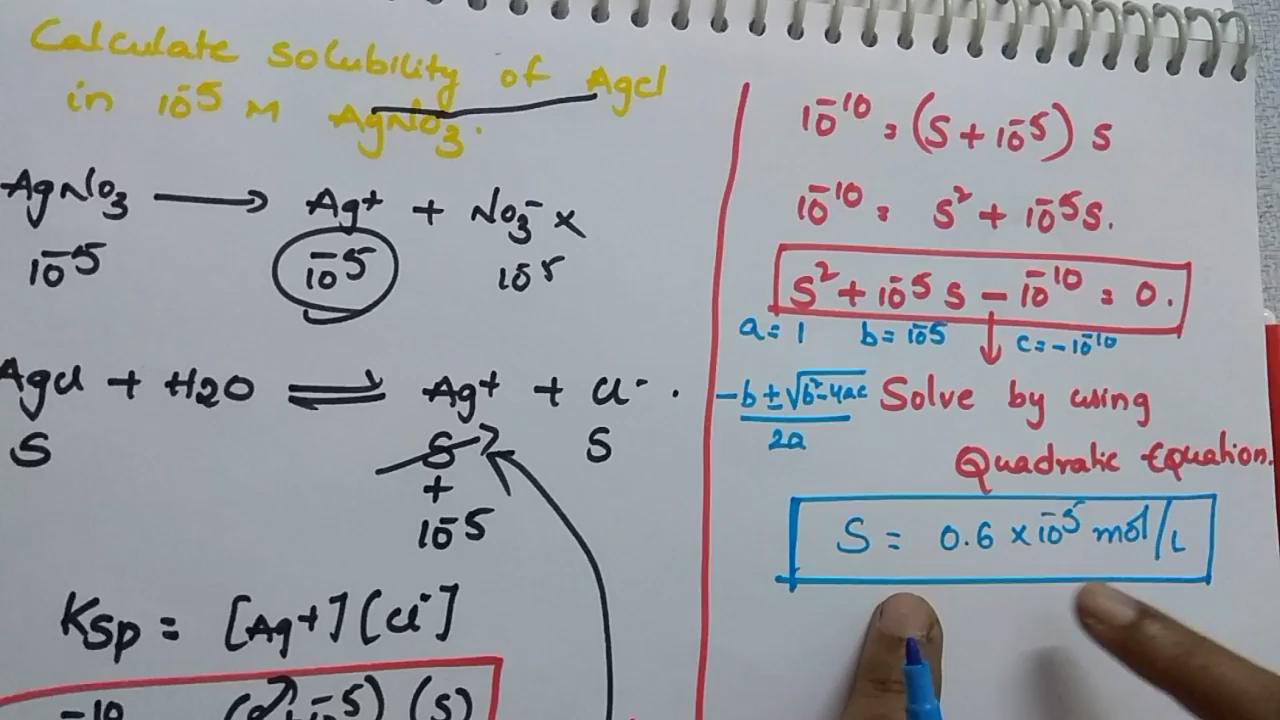 Calculate solubility of Agcl
in 10⁻⁵ M AgNO₃.
AgNO₃ ⟶ Ag⁺ + NO₃⁻ x
10⁻⁵ 10⁻⁵ 10⁻⁵
Agcl + H₂O ⇌ Ag⁺ + Cl⁻.
S S S
+
10⁻⁵
Ksp = [Ag⁺][Cl⁻]
10⁻¹⁰ = (S + 10⁻⁵) S
10⁻¹⁰ = S² + 10⁻⁵ S.
S² + 10⁻⁵ S − 10⁻¹⁰ = 0.
a = 1 b = 10⁻⁵ c = −10⁻¹⁰
−b ± √b²−4ac / 2a
Solve by using
Quadratic Equation.
S = 0.6 × 10⁻⁵ mol/L